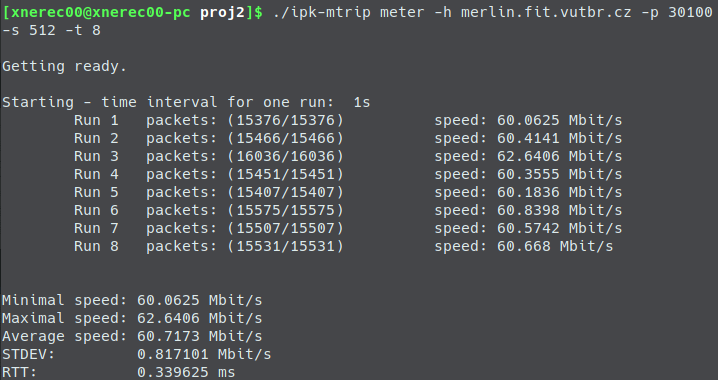 [xnerec00@xnerec00-pc proj2]$ ./ipk-mtrip meter -h merlin.fit.vutbr.cz -p 30100
-s 512 -t 8
Getting ready.
Starting - time interval for one run:  1s
Run 1   packets: (15376/15376)          speed: 60.0625 Mbit/s
Run 2   packets: (15466/15466)          speed: 60.4141 Mbit/s
Run 3   packets: (16036/16036)          speed: 62.6406 Mbit/s
Run 4   packets: (15451/15451)          speed: 60.3555 Mbit/s
Run 5   packets: (15407/15407)          speed: 60.1836 Mbit/s
Run 6   packets: (15575/15575)          speed: 60.8398 Mbit/s
Run 7   packets: (15507/15507)          speed: 60.5742 Mbit/s
Run 8   packets: (15531/15531)          speed: 60.668 Mbit/s
Minimal speed: 60.0625 Mbit/s
Maximal speed: 62.6406 Mbit/s
Average speed: 60.7173 Mbit/s
STDEV:         0.817101 Mbit/s
RTT:           0.339625 ms